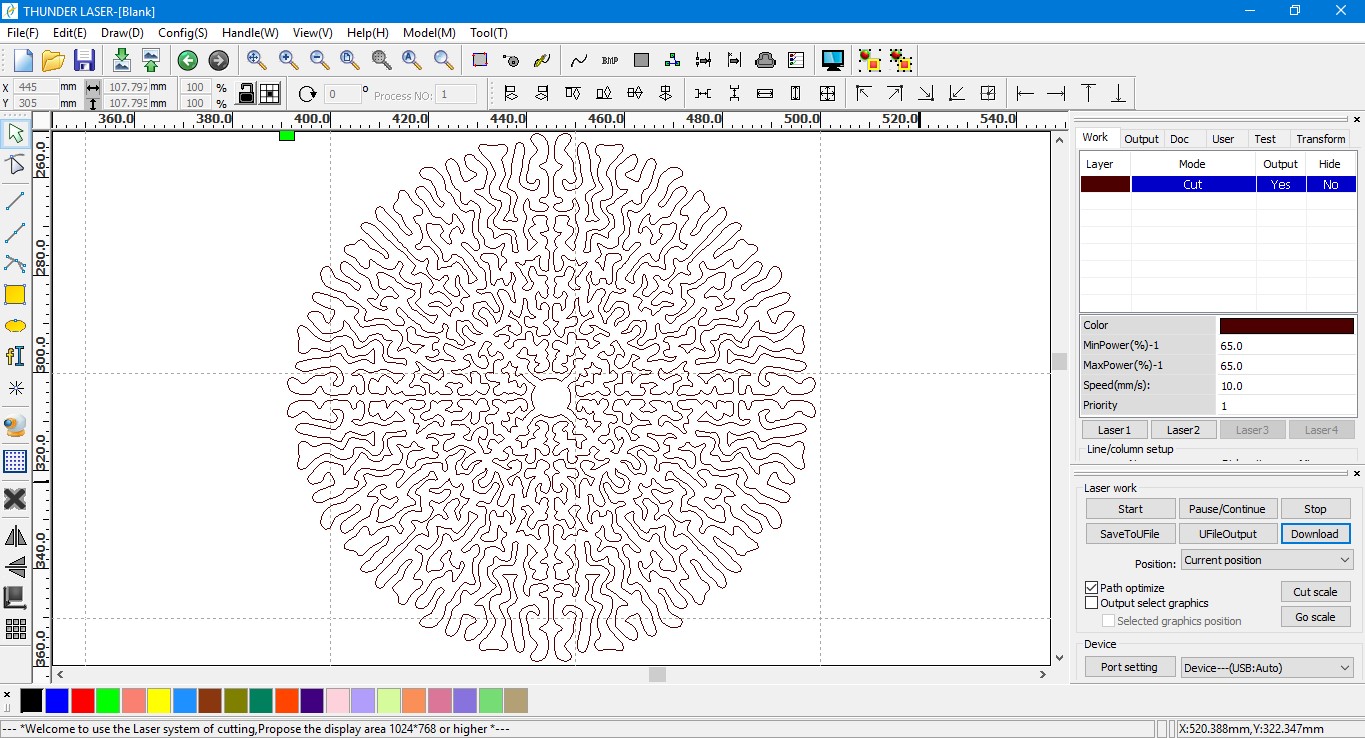 THUNDER LASER-[Blank]
File(F) Edit(E) Draw(D) Config(S) Handle(W) View(V) Help(H) Model(M) Tool(T)
BMP
X 445 mm 107.797 mm 100 %
Y 305 mm 107.795 mm 100 %
0 ° Process NO: 1
360.0 380.0 400.0 420.0 440.0 460.0 480.0 500.0 520.0 540.0
260.0
280.0
300.0
320.0
340.0
360.0
Work Output Doc User Test Transform
Layer Mode Output Hide
Cut Yes No
Color
MinPower(%)-1 65.0
MaxPower(%)-1 65.0
Speed(mm/s): 10.0
Priority 1
Laser1 Laser2 Laser3 Laser4
Line/column setup
Laser work
Start Pause/Continue Stop
SaveToUFile UFileOutput Download
Position: Current position
Path optimize
Output select graphics
Selected graphics position
Cut scale
Go scale
Device
Port setting Device---(USB:Auto)
--- *Welcome to use the Laser system of cutting,Propose the display area 1024*768 or higher *---
X:520.388mm,Y:322.347mm